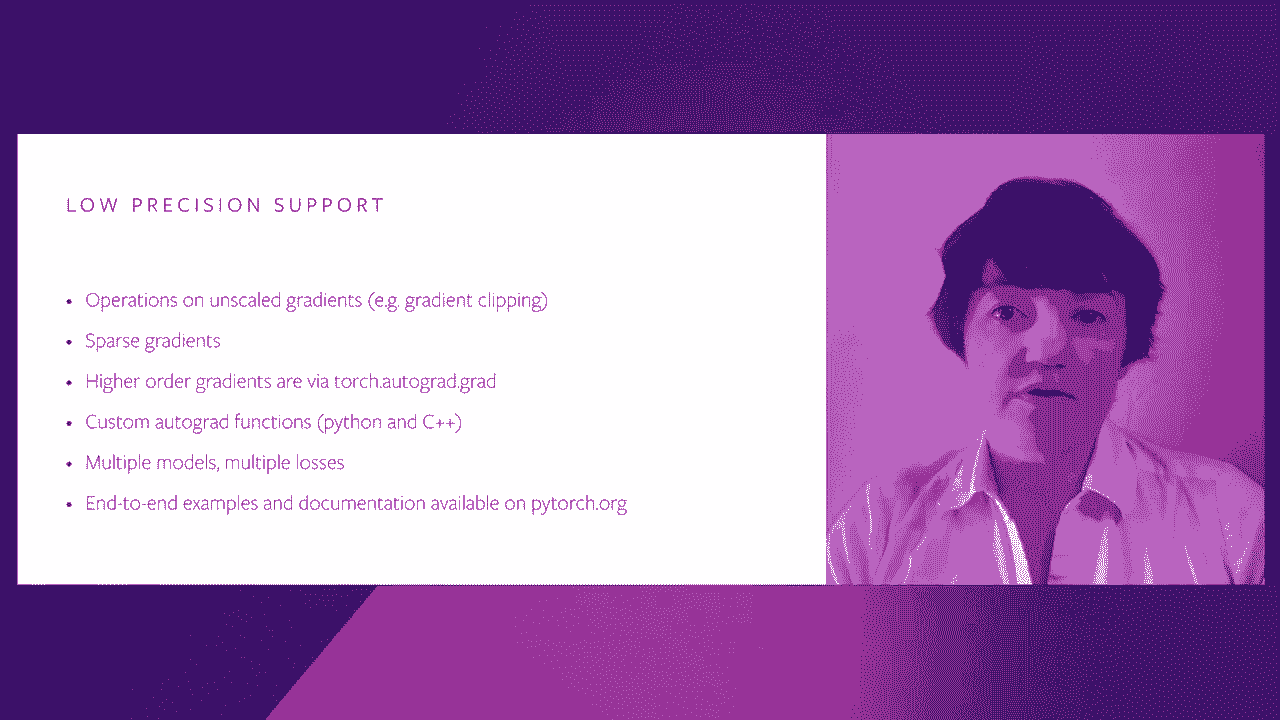 LOW PRECISION SUPPORT
• Operations on unscaled gradients (e.g. gradient clipping)
• Sparse gradients
• Higher order gradients are via torch.autograd.grad
• Custom autograd functions (python and C++)
• Multiple models, multiple losses
• End-to-end examples and documentation available on pytorch.org